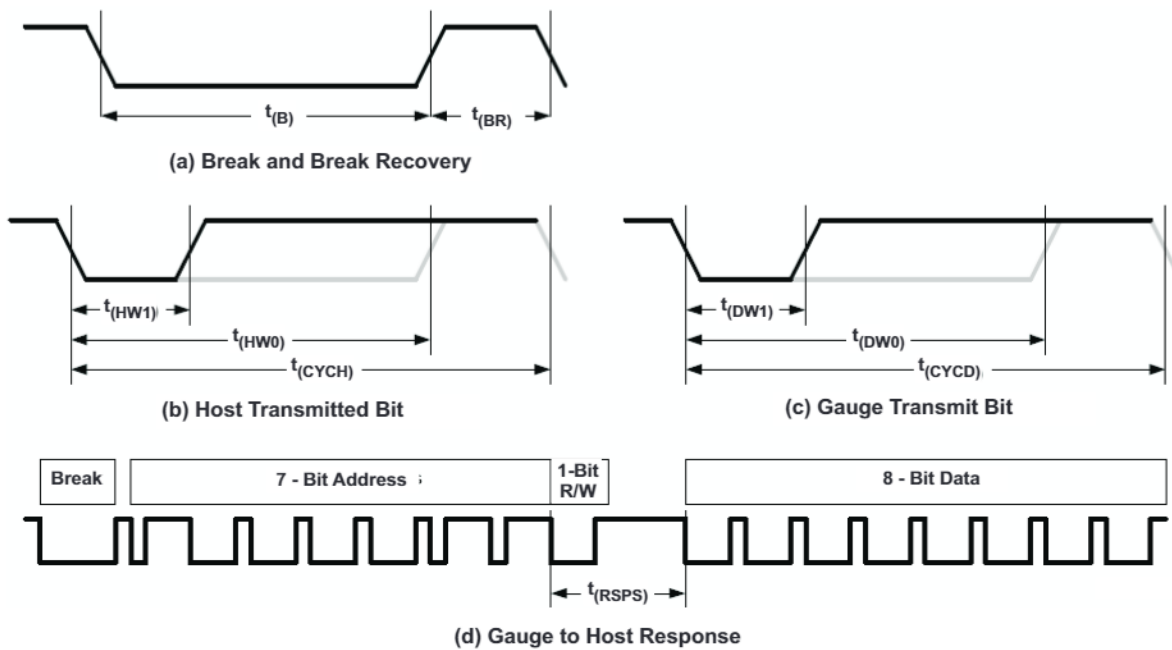 t(B)
t(BR)
(a) Break and Break Recovery
t(HW1)
t(HW0)
t(CYCH)
(b) Host Transmitted Bit
t(DW1)
t(DW0)
t(CYCD)
(c) Gauge Transmit Bit
Break
7 - Bit Address
1-Bit
R/W
8 - Bit Data
t(RSPS)
(d) Gauge to Host Response